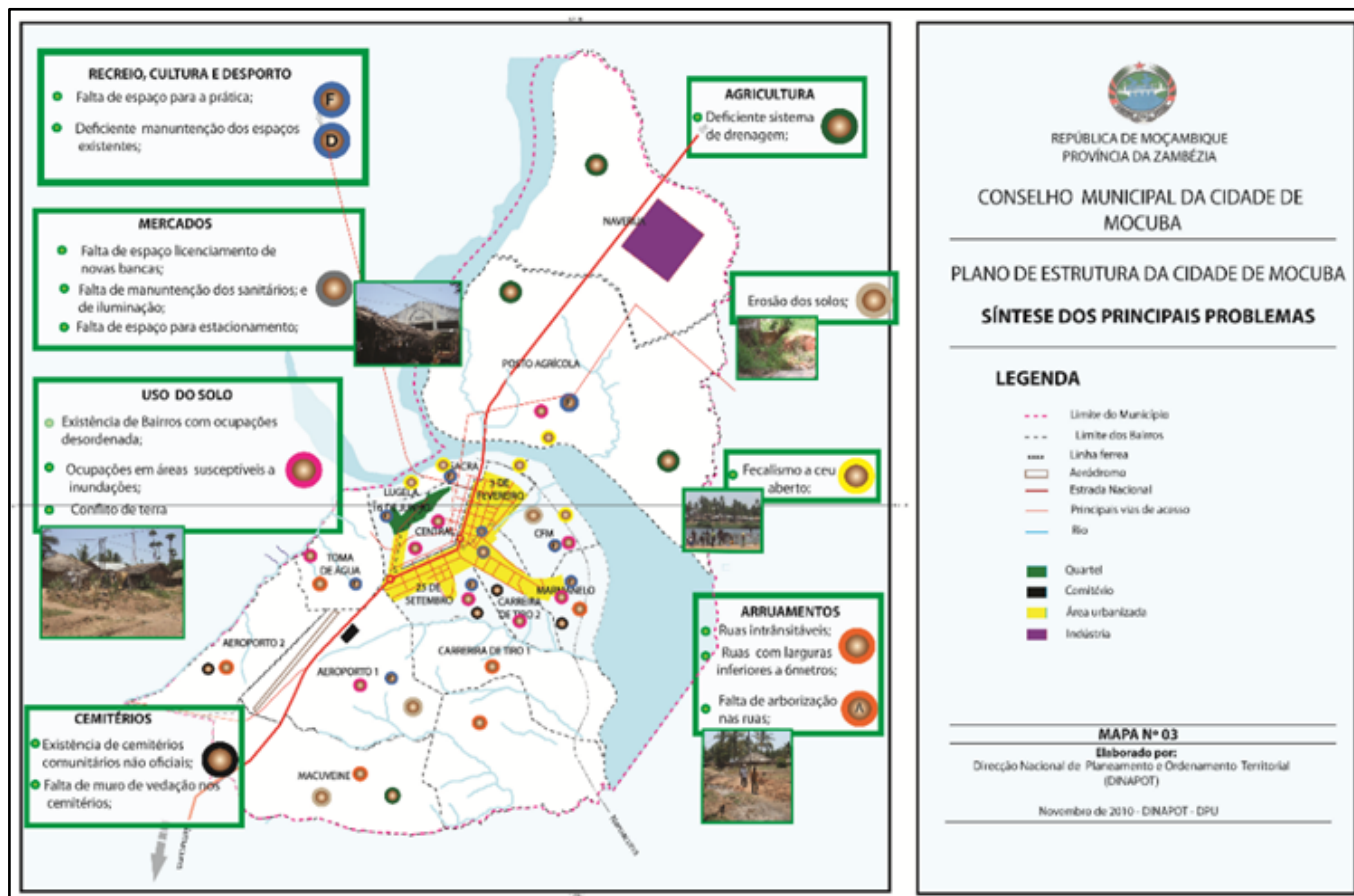 RECREIO, CULTURA E DESPORTO
Falta de espaço para a prática;
F
Deficiente manuntenção dos espaços
existentes;
D
MERCADOS
Falta de espaço licenciamento de
novas bancas;
Falta de manutenção dos sanitários; e
de iluminação;
Falta de espaço para estacionamento;
USO DO SOLO
Existência de Bairros com ocupações
desordenada;
Ocupações em áreas susceptíveis a
inundações;
Conflito de terra
CEMITÉRIOS
Existência de cemitérios
comunitários não oficiais;
Falta de muro de vedação nos
cemitérios;
AGRICULTURA
Deficiente sistema
de drenagem;
Erosão dos solos;
Fecalismo a ceu
aberto;
ARRUAMENTOS
Ruas intrânsitáveis;
Ruas com larguras
inferiores a 6metros;
Falta de arborização
nas ruas;
A
POSTO AGRÍCOLA
SACRA
LUGELA
3 DE
FEVEREIRO
CENTRAL
CFM
TOMA
DE ÁGUA
25 DE
SETEMBRO
MARMANELO
CARREIRA
DE TIRO 2
AEROPORTO 2
AEROPORTO 1
CARRERIRA DE TIRO 1
MACUVEINE
REPÚBLICA DE MOÇAMBIQUE
PROVÍNCIA DA ZAMBÉZIA
CONSELHO MUNICIPAL DA CIDADE DE
MOCUBA
PLANO DE ESTRUTURA DA CIDADE DE MOCUBA
SÍNTESE DOS PRINCIPAIS PROBLEMAS
LEGENDA
Limite do Município
Limite dos Bairros
Linha ferrea
Aeródromo
Estrada Nacional
Principais vias de acesso
Rio
Quartel
Cemitério
Área urbanizada
Indústria
MAPA Nº 03
Elaborado por:
Direcção Nacional de Planeamento e Ordenamento Territorial
(DINAPOT)
Novembro de 2010 - DINAPOT - DPU